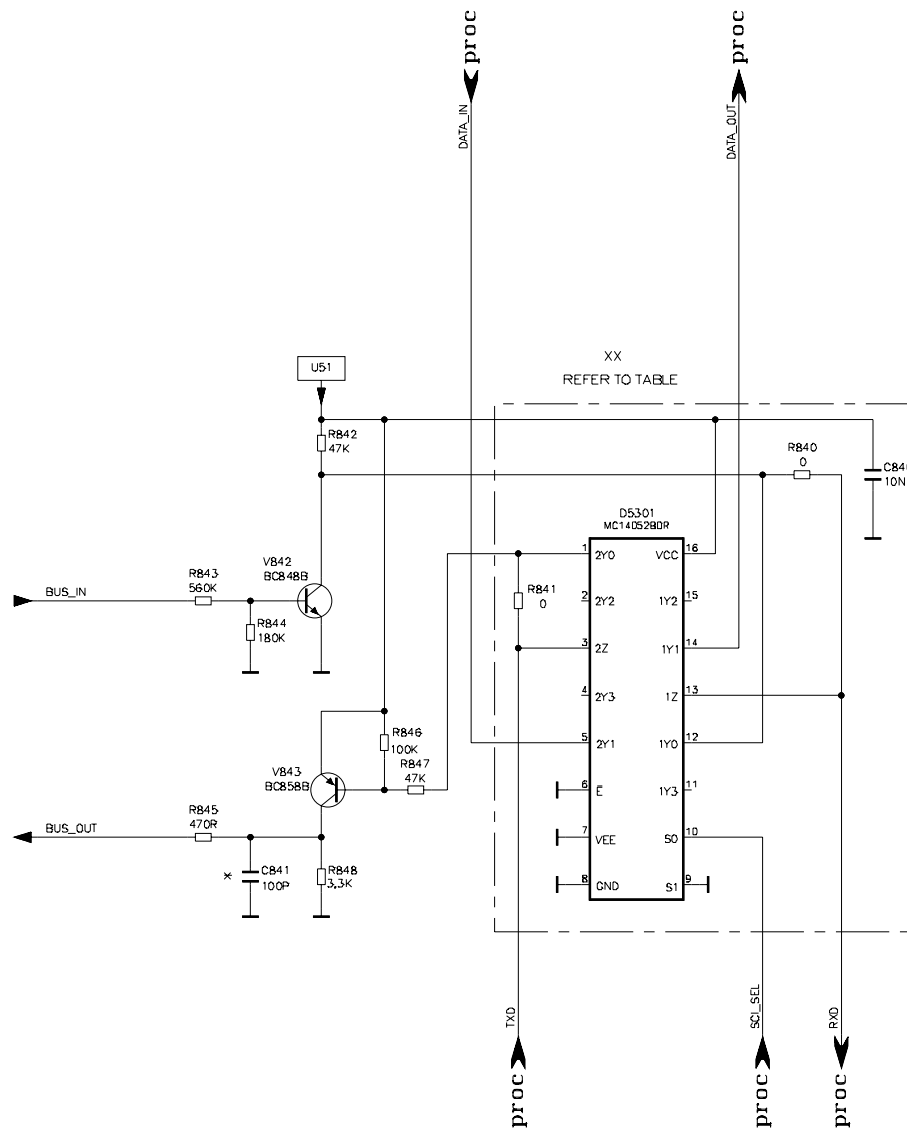 proc
proc
DATA_IN
DATA_OUT
XX
REFER TO TABLE
U5.1
R842
47K
R840
0
10N
D5301
MC14052BDR
V842
BC848B
R843
560K
BUS_IN
R844
180K
R841
0
1 2Y0
VCC 16
2 2Y2
1Y2 15
3 2Z
1Y1 14
4 2Y3
1Z 13
5 2Y1
1Y0 12
6 E
1Y3 11
7 VEE
S0 10
8 GND
S1 9
R846
100K
R847
47K
V843
BC858B
R845
470R
BUS_OUT
* C841
100P
R848
3,3K
TXD
SCI_SEL
RXD
proc
proc
proc